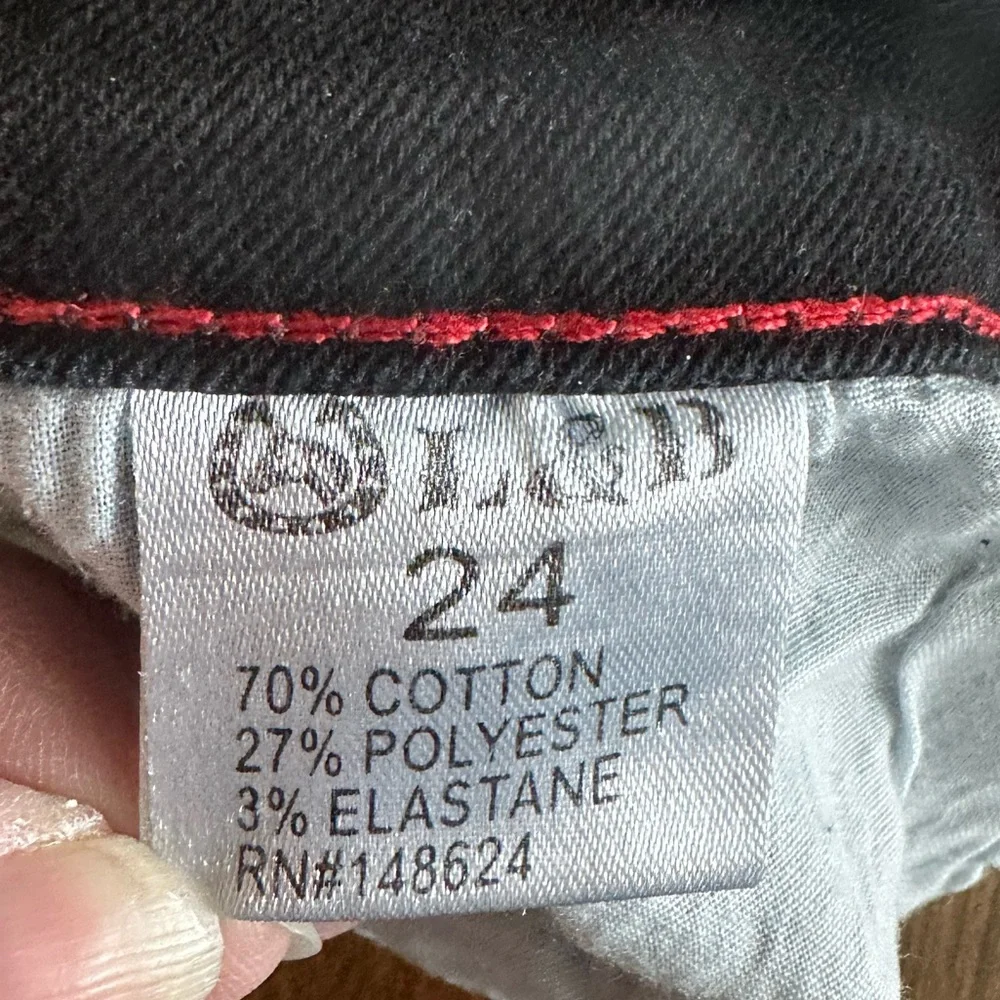 L&B
24
70% COTTON
27% POLYESTER
3% ELASTANE
RN#148624